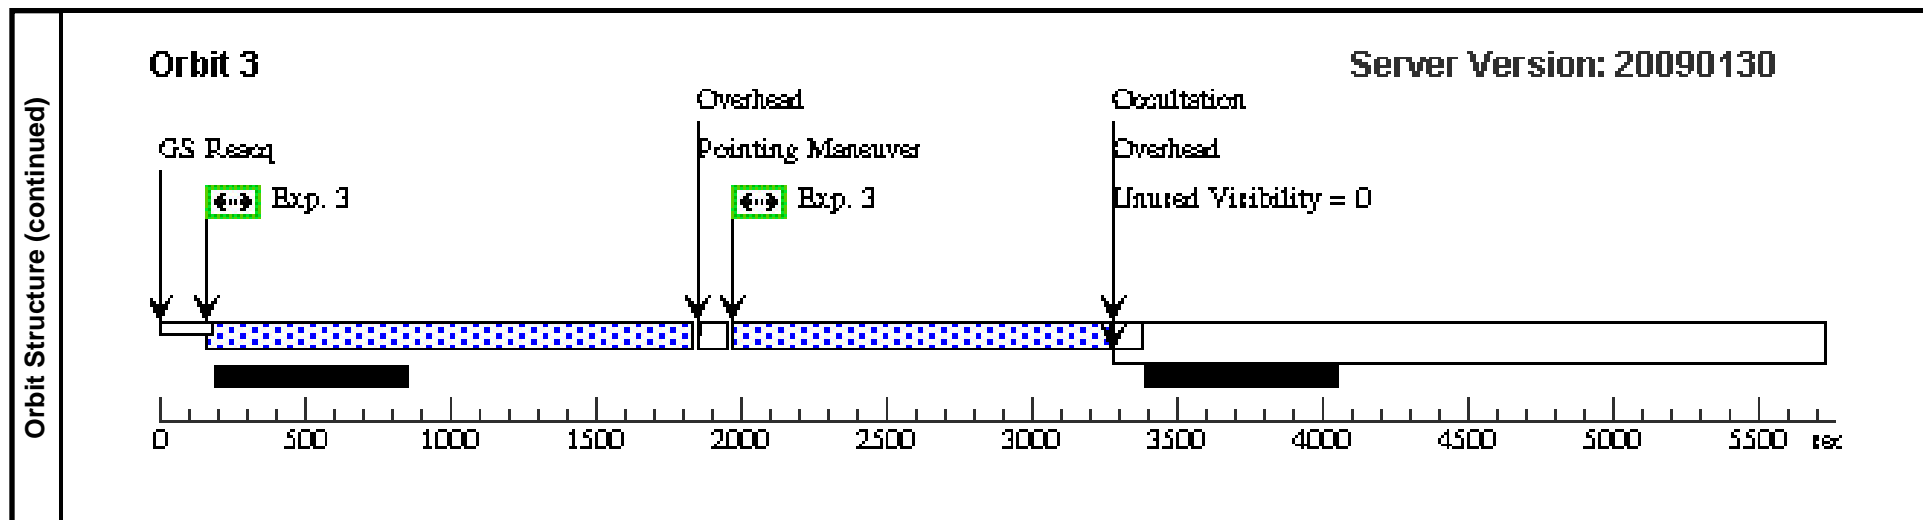 Orbit Structure (continued)
Orbit 3
Server Version: 20090130
Overhead
Occultation
GS Reacq
Pointing Maneuver
Overhead
Exp. 3
Exp. 3
Unused Visibility = 0
0 500 1000 1500 2000 2500 3000 3500 4000 4500 5000 5500 sec